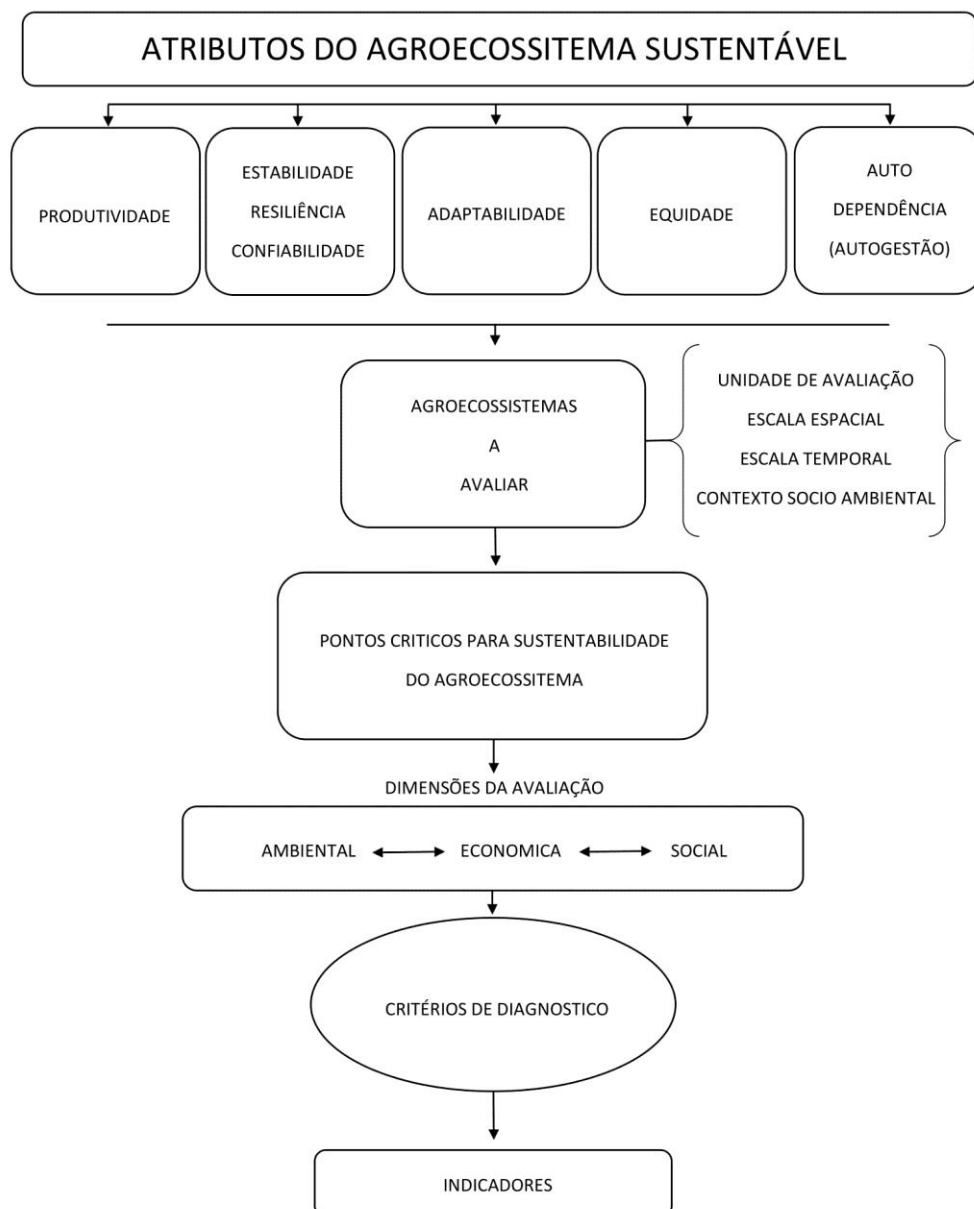 ATRIBUTOS DO AGROECOSSITEMA SUSTENTÁVEL
PRODUTIVIDADE
ESTABILIDADE
RESILIÊNCIA
CONFIABILIDADE
ADAPTABILIDADE
EQUIDADE
AUTO
DEPENDÊNCIA
(AUTOGESTÃO)
AGROECOSSISTEMAS
A
AVALIAR
UNIDADE DE AVALIAÇÃO
ESCALA ESPACIAL
ESCALA TEMPORAL
CONTEXTO SOCIO AMBIENTAL
PONTOS CRITICOS PARA SUSTENTABILIDADE
DO AGROECOSSITEMA
DIMENSÕES DA AVALIAÇÃO
AMBIENTAL ECONOMICA SOCIAL
CRITÉRIOS DE DIAGNOSTICO
INDICADORES